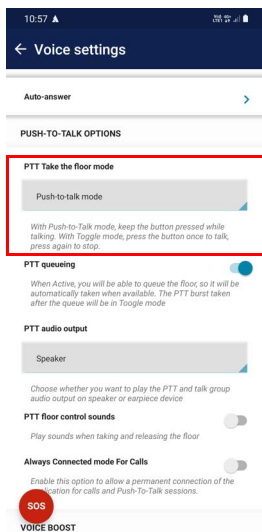 10:57
← Voice settings
Auto-answer
PUSH-TO-TALK OPTIONS
PTT Take the floor mode
Push-to-talk mode
With Push-to-Talk mode, keep the button pressed while
talking. With Toggle mode, press the button once to talk,
press again to stop.
PTT queueing
When Active, you will be able to queue the floor, so it will be
automatically taken when available. The PTT burst taken
after the queue will be in Toogle mode
PTT audio output
Speaker
Choose whether you want to play the PTT and talk group
audio output on speaker or earpiece device
PTT floor control sounds
Play sounds when taking and releasing the floor
Always Connected mode For Calls
Enable this option to allow a permanent connection of the
for calls and Push-To-Talk sessions.
SOS
VOICE BOOST